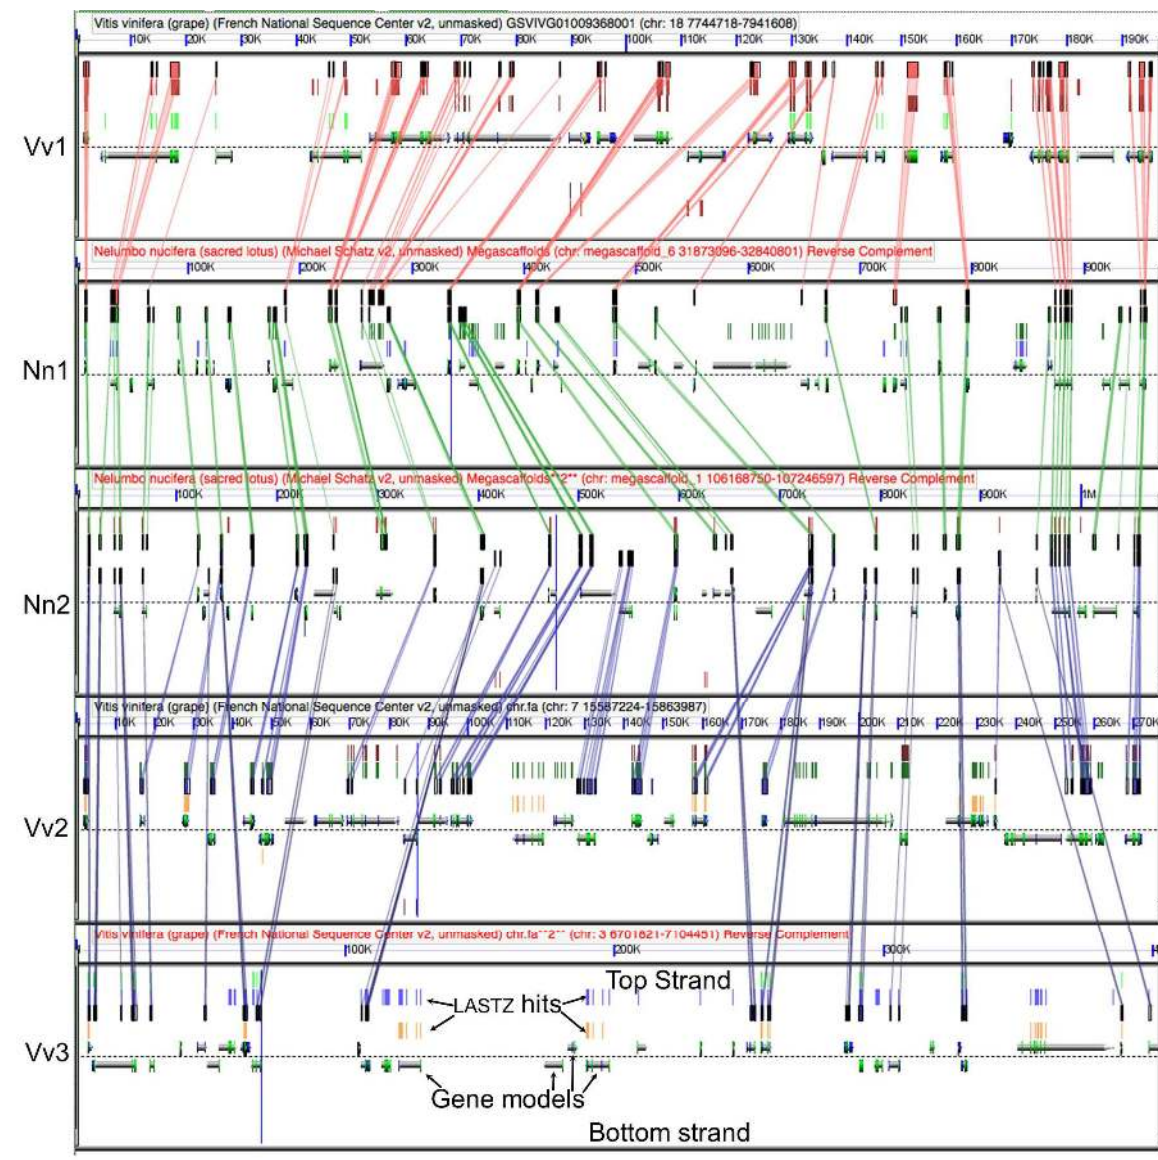 Vitis vinifera (grape) (French National Sequence Center v2, unmasked) GSVIVG01009368001 (chr: 18 7744718-7941608)
10K 20K 30K 40K 50K 60K 70K 80K 90K 100K 110K 120K 130K 140K 150K 160K 170K 180K 190K
Vv1
Nelumbo nucifera (sacred lotus) (Michael Schatz v2, unmasked) Megascaffolds (chr: megascaffold_6 31873096-32840801) Reverse Complement
100K 200K 300K 400K 500K 600K 700K 800K 900K
Nn1
Nelumbo nucifera (sacred lotus) (Michael Schatz v2, unmasked) Megascaffolds**2** (chr: megascaffold_1 106168750-107246597) Reverse Complement
100K 200K 300K 400K 500K 600K 700K 800K 900K 1M
Nn2
Vitis vinifera (grape) (French National Sequence Center v2, unmasked) chr.fa (chr: 7 15587224-15863987)
10K 20K 30K 40K 50K 60K 70K 80K 90K 100K 110K 120K 130K 140K 150K 160K 170K 180K 190K 200K 210K 220K 230K 240K 250K 260K 270K
Vv2
Vitis vinifera (grape) (French National Sequence Center v2, unmasked) chr.fa**2** (chr: 3 6701821-7104451) Reverse Complement
100K 200K 300K
Top Strand
LASTZ hits
Vv3
Gene models
Bottom strand